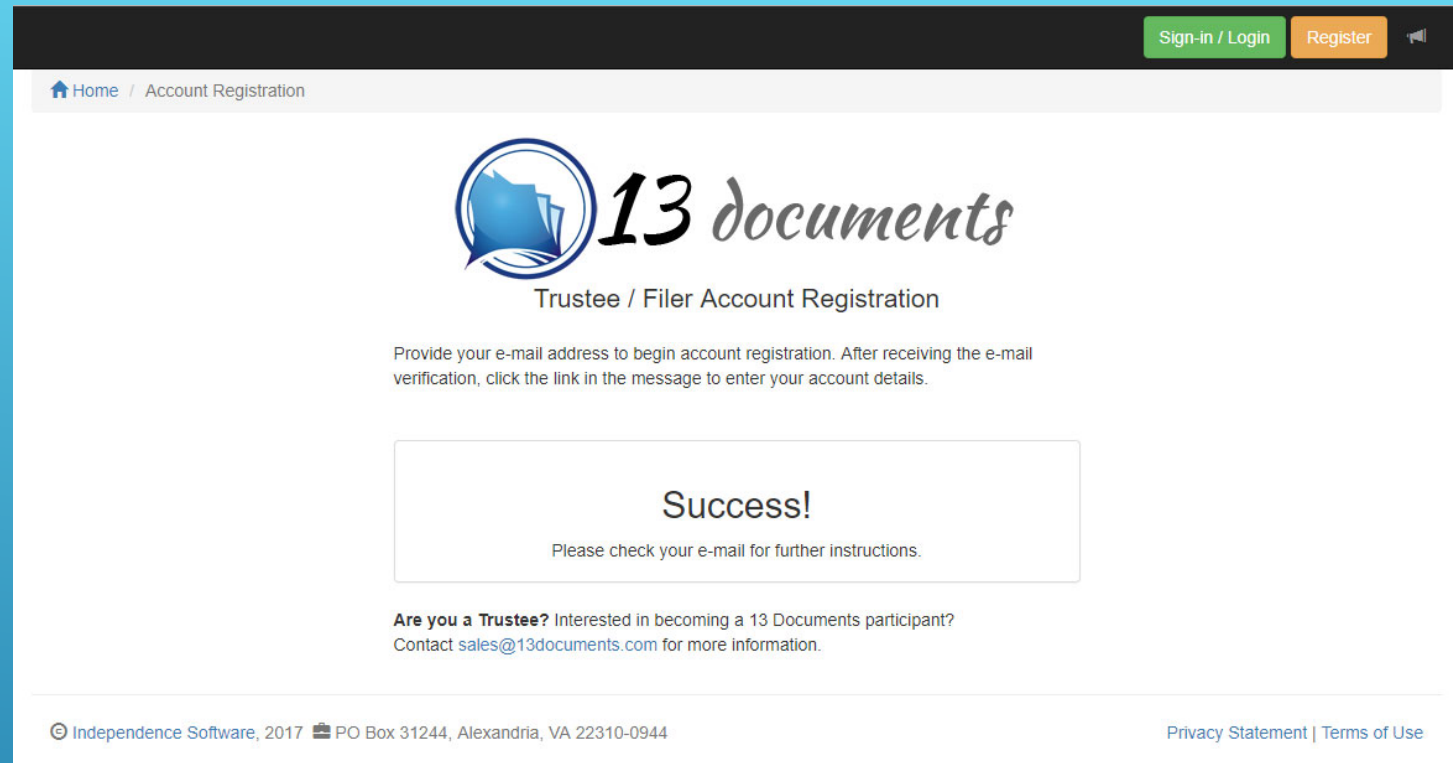 Sign-in / Login Register
Home / Account Registration
13 documents
Trustee / Filer Account Registration
Provide your e-mail address to begin account registration. After receiving the e-mail
verification, click the link in the message to enter your account details.
Success!
Please check your e-mail for further instructions.
Are you a Trustee? Interested in becoming a 13 Documents participant?
Contact sales@13documents.com for more information.
© Independence Software, 2017 PO Box 31244, Alexandria, VA 22310-0944 Privacy Statement | Terms of Use